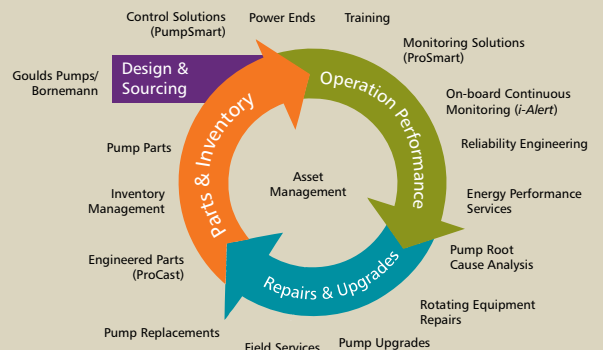 Control Solutions
(PumpSmart)
Power Ends
Training
Monitoring Solutions
(ProSmart)
Goulds Pumps/
Bornemann
Design &
Sourcing
Operation Performance
On-board Continuous
Monitoring (i-Alert)
Parts & Inventory
Pump Parts
Reliability Engineering
Asset
Management
Inventory
Management
Energy Performance
Services
Engineered Parts
(ProCast)
Pump Root
Cause Analysis
Repairs & Upgrades
Rotating Equipment
Repairs
Pump Replacements
Field Services
Pump Upgrades